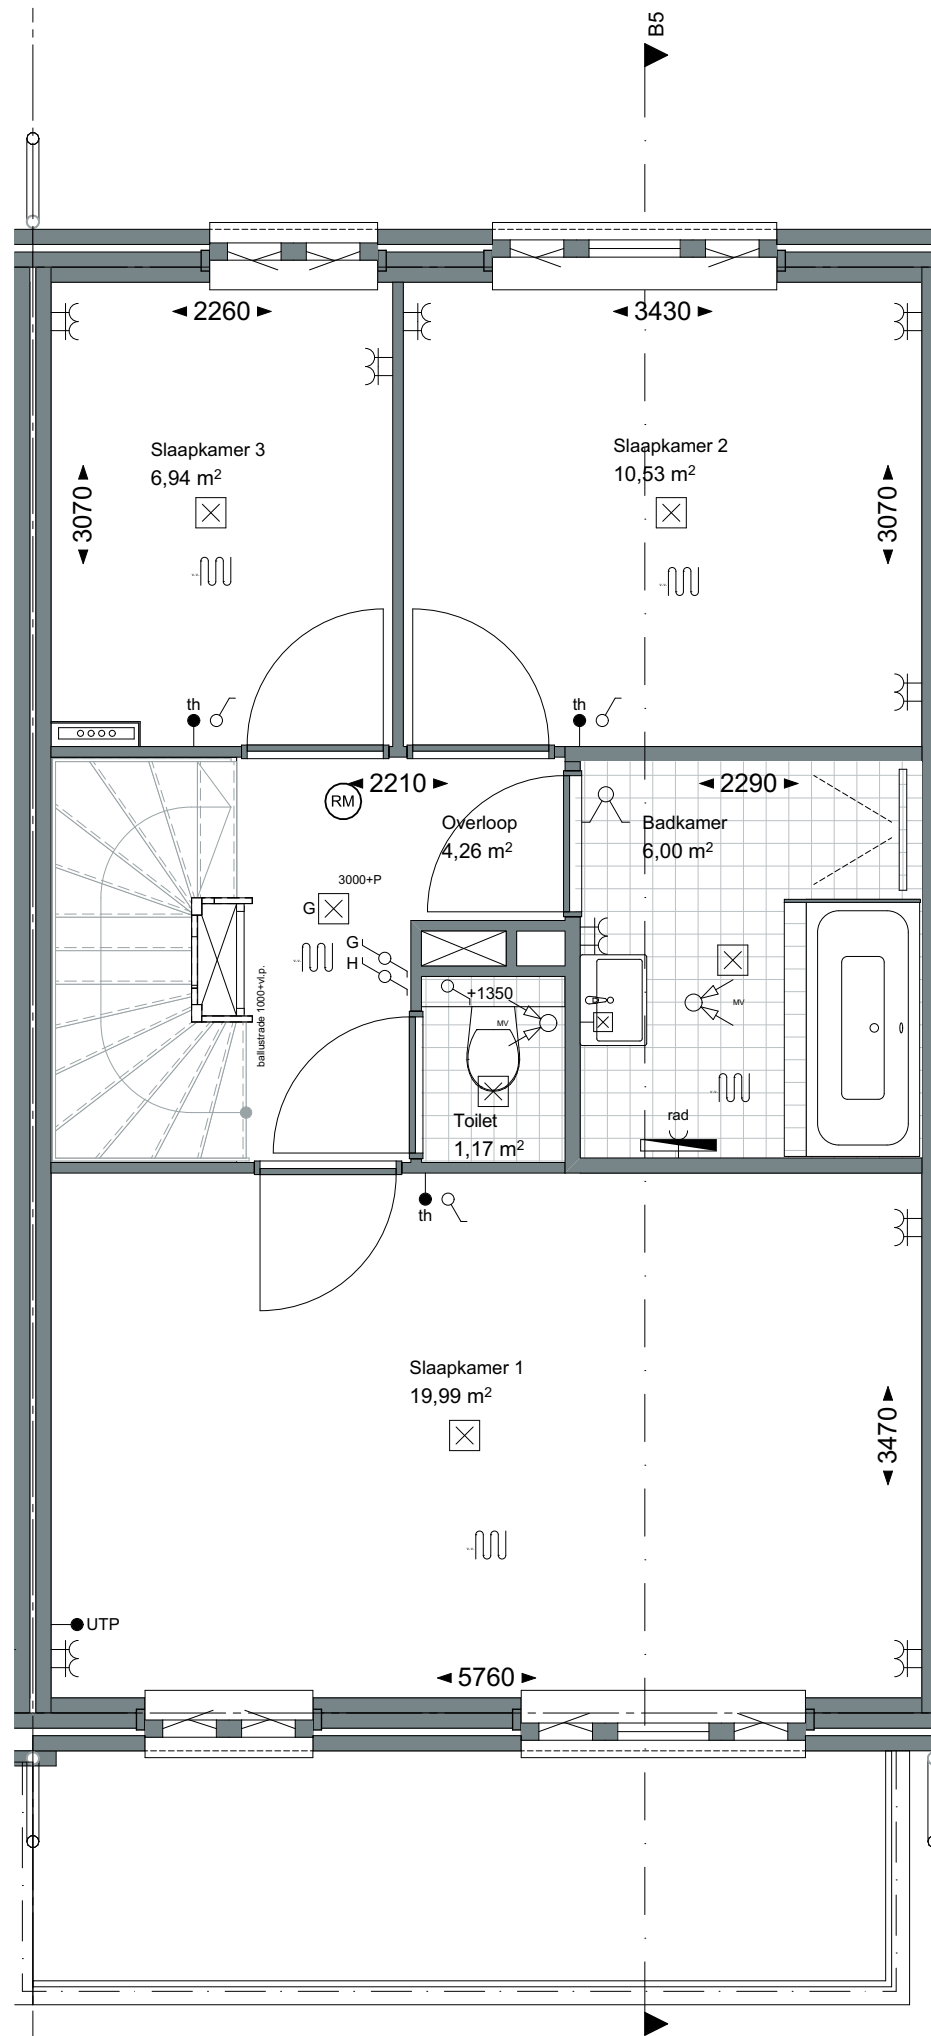 B5
2260
3430
Slaapkamer 3
6,94 m²
Slaapkamer 2
10,53 m²
3070
3070
th
th
2210
2290
RM
Overloop
4,26 m²
Badkamer
6,00 m²
3000+P
G
G
H
+1350
MV
MV
ballustrade 1000+vl.p.
rad
Toilet
1,17 m²
th
Slaapkamer 1
19,99 m²
3470
UTP
5760